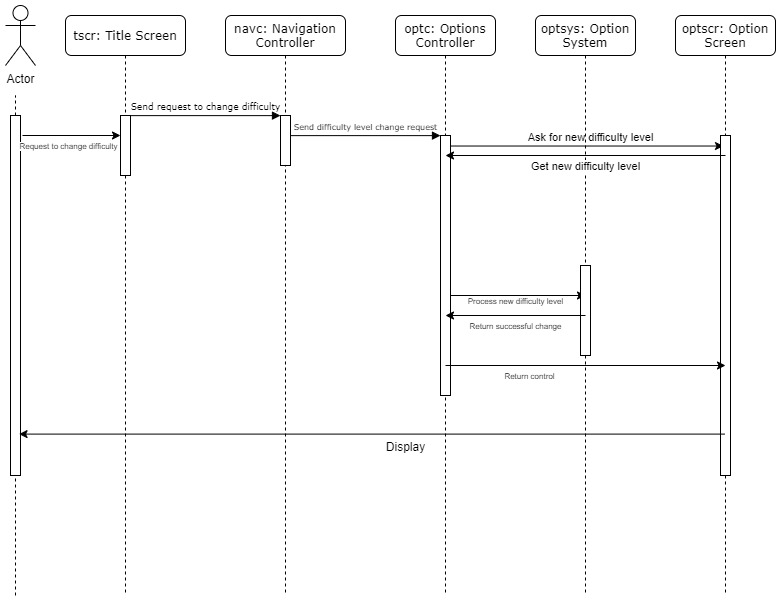 tscr: Title Screen
navc: Navigation
Controller
optc: Options
Controller
optsys: Option
System
optscr: Option
Screen
Actor
Send request to change difficulty
Request to change difficulty
Send difficulty level change request
Ask for new difficulty level
Get new difficulty level
Process new difficulty level
Return successful change
Return control
Display